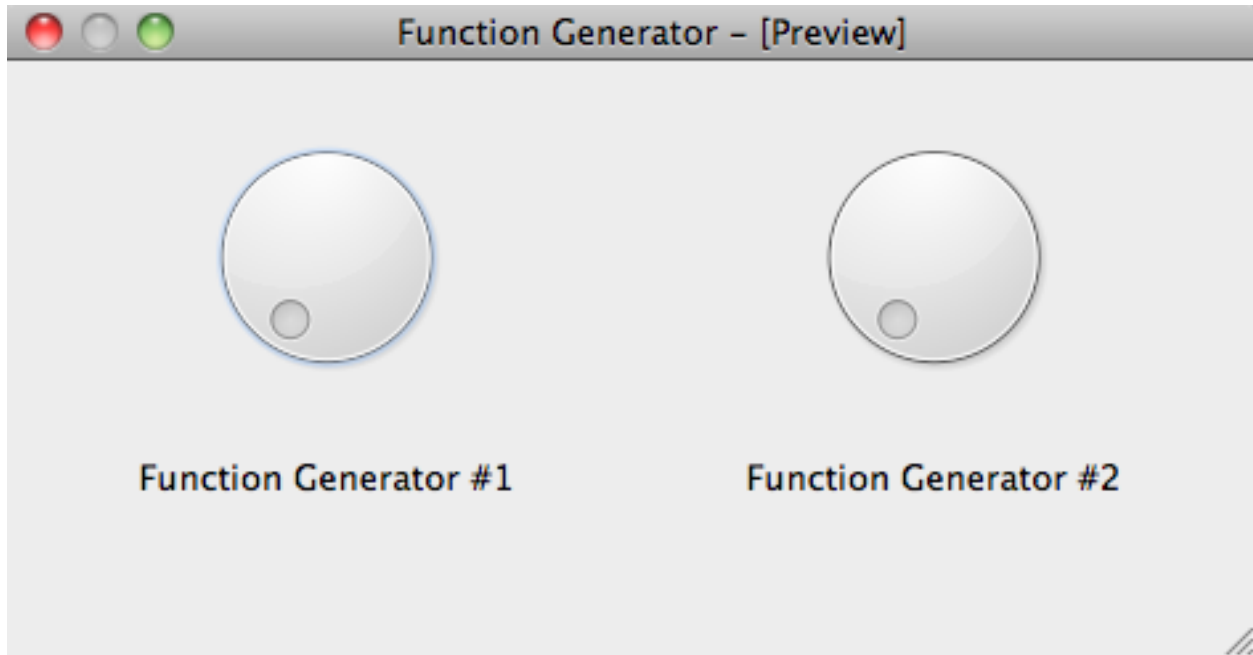 Function Generator – [Preview]
Function Generator #1
Function Generator #2